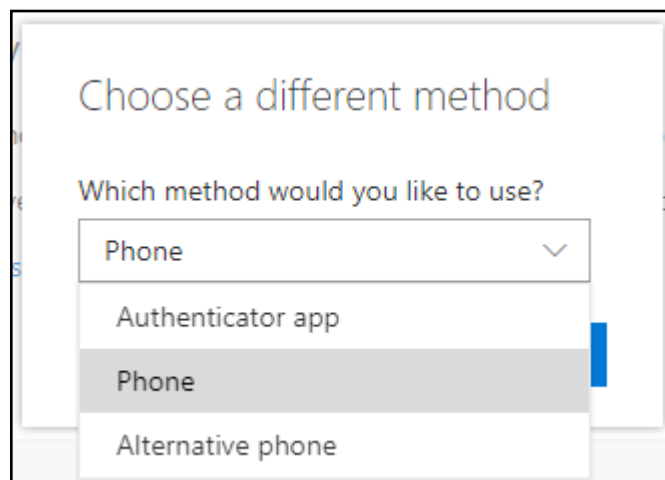 Choose a different method
Which method would you like to use?
Phone
Authenticator app
Phone
Alternative phone